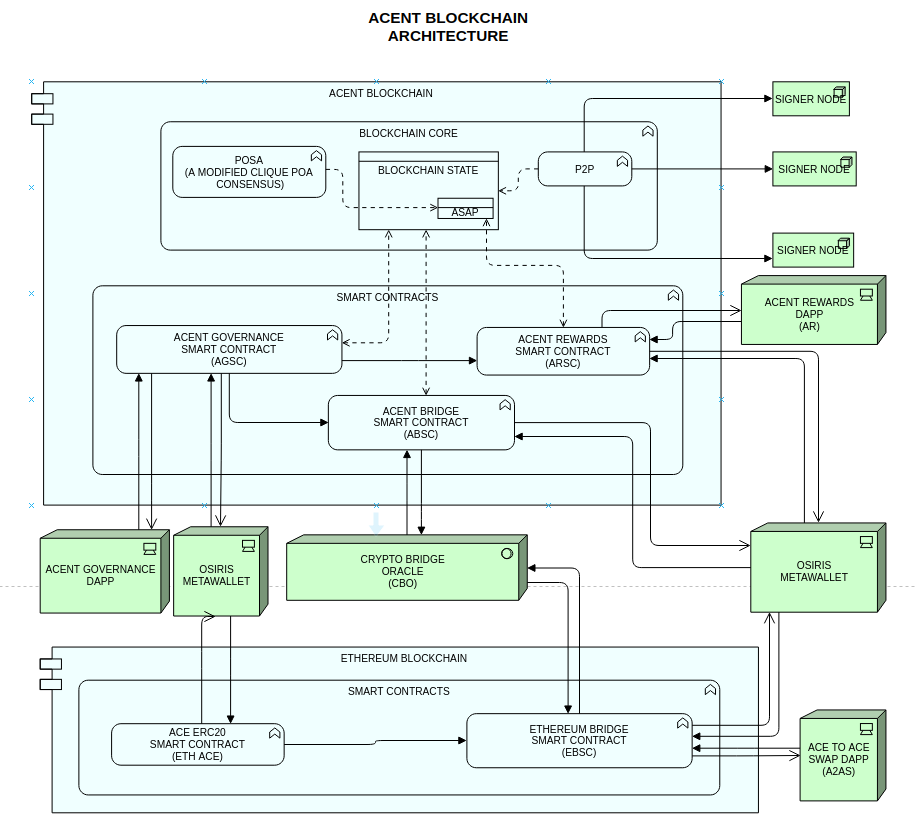 ACENT BLOCKCHAIN
ARCHITECTURE
ACENT BLOCKCHAIN
SIGNER NODE
BLOCKCHAIN CORE
POSA
(A MODIFIED CLIQUE POA
CONSENSUS)
BLOCKCHAIN STATE
ASAP
P2P
SIGNER NODE
SIGNER NODE
SMART CONTRACTS
ACENT REWARDS
DAPP
(AR)
ACENT GOVERNANCE
SMART CONTRACT
(AGSC)
ACENT REWARDS
SMART CONTRACT
(ARSC)
ACENT BRIDGE
SMART CONTRACT
(ABSC)
ACENT GOVERNANCE
DAPP
OSIRIS
METAWALLET
CRYPTO BRIDGE
ORACLE
(CBO)
OSIRIS
METAWALLET
ETHEREUM BLOCKCHAIN
SMART CONTRACTS
ACE ERC20
SMART CONTRACT
(ETH ACE)
ETHEREUM BRIDGE
SMART CONTRACT
(EBSC)
ACE TO ACE
SWAP DAPP
(A2AS)